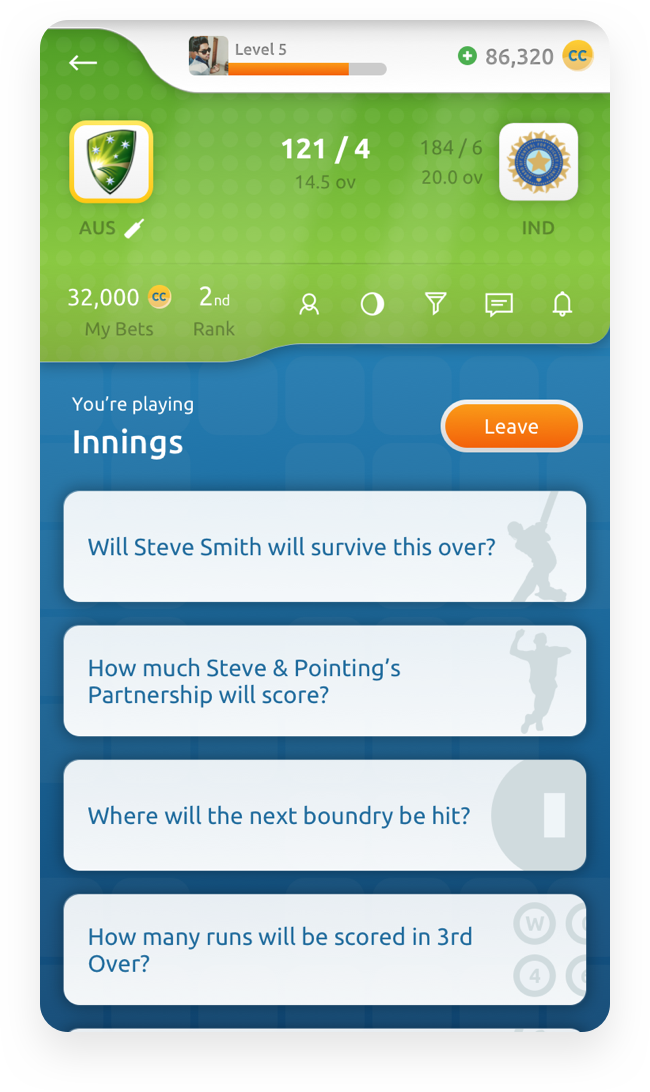 Level 5
86,320 CC
121 / 4
184 / 6
14.5 ov
20.0 ov
AUS
IND
32,000 CC
2nd
My Bets
Rank
You're playing
Innings
Leave
Will Steve Smith will survive this over?
How much Steve & Pointing's
Partnership will score?
Where will the next boundry be hit?
How many runs will be scored in 3rd
Over?
W
4